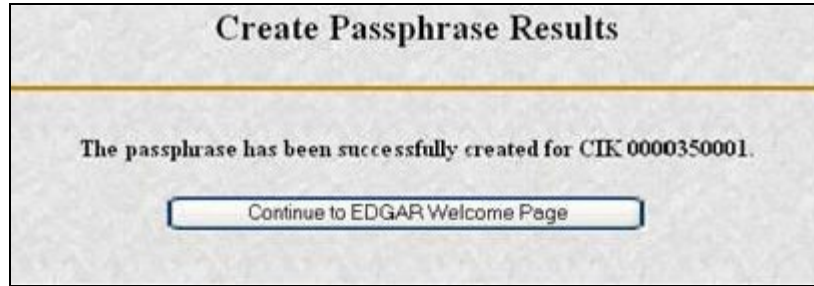 Create Passphrase Results
The passphrase has been successfully created for CIK 0000350001.
Continue to EDGAR Welcome Page